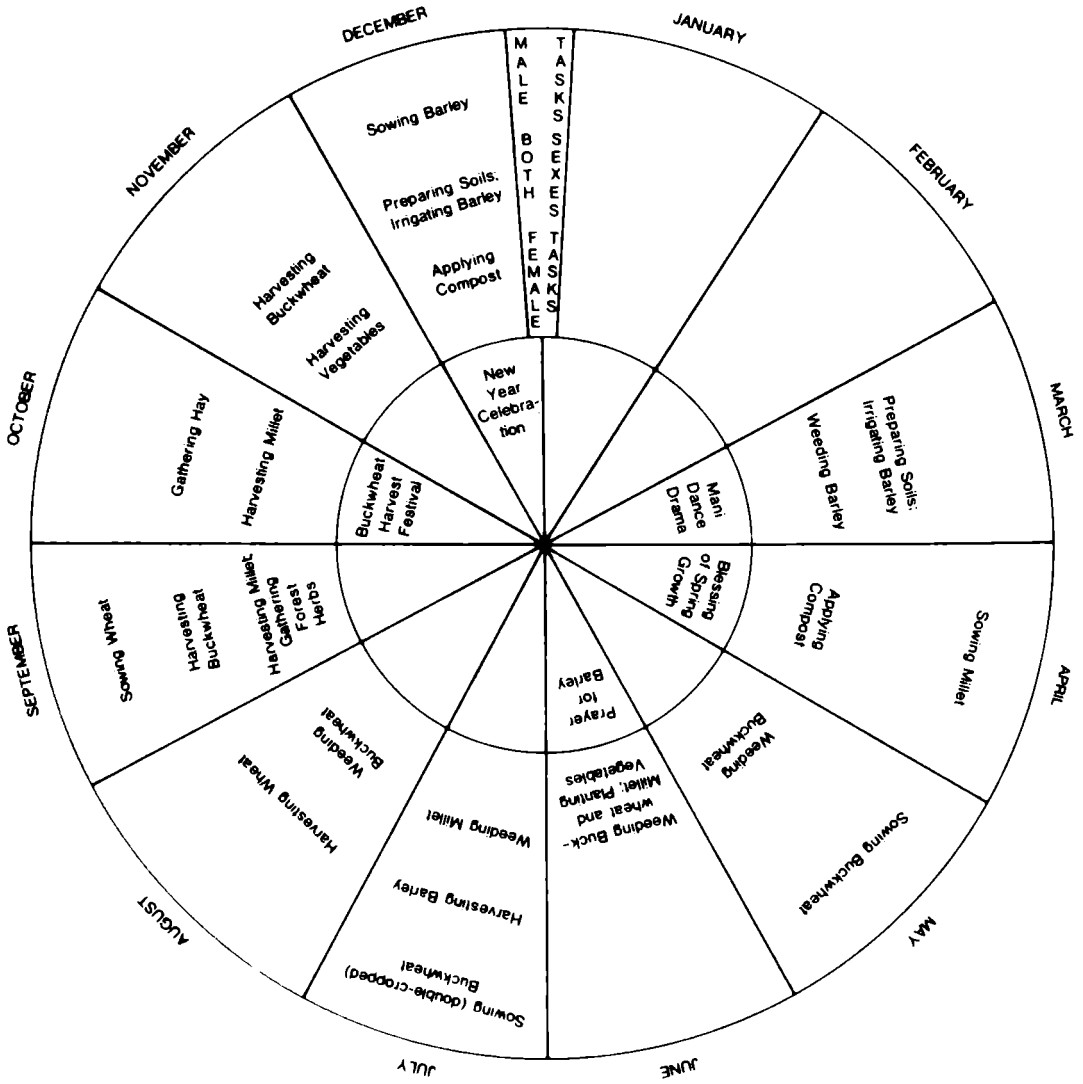 DECEMBER
JANUARY
FEBRUARY
MARCH
APRIL
MAY
JUNE
JULY
AUGUST
SEPTEMBER
OCTOBER
NOVEMBER
MALE TASKS
BOTH SEXES
FEMALE TASKS
Sowing Barley
Preparing Soils;
Irrigating Barley
Applying
Compost
New
Year
Celebra-
tion
Preparing Soils;
Irrigating Barley
Weeding Barley
Mani
Dance
Drama
Sowing Millet
Applying
Compost
Blessing
of Spring
Growth
Sowing Buckwheat
Weeding
Buckwheat
Weeding Buck-
wheat and
Millet; Planting
Vegetables
Prayer
for
Barley
Sowing (double-cropped)
Buckwheat
Harvesting Barley
Weeding Millet
Harvesting Wheat
Weeding
Buckwheat
Sowing Wheat
Harvesting
Buckwheat
Harvesting Millet;
Gathering
Forest
Herbs
Gathering Hay
Harvesting Millet
Buckwheat
Harvest
Festival
Harvesting
Buckwheat
Harvesting
Vegetables